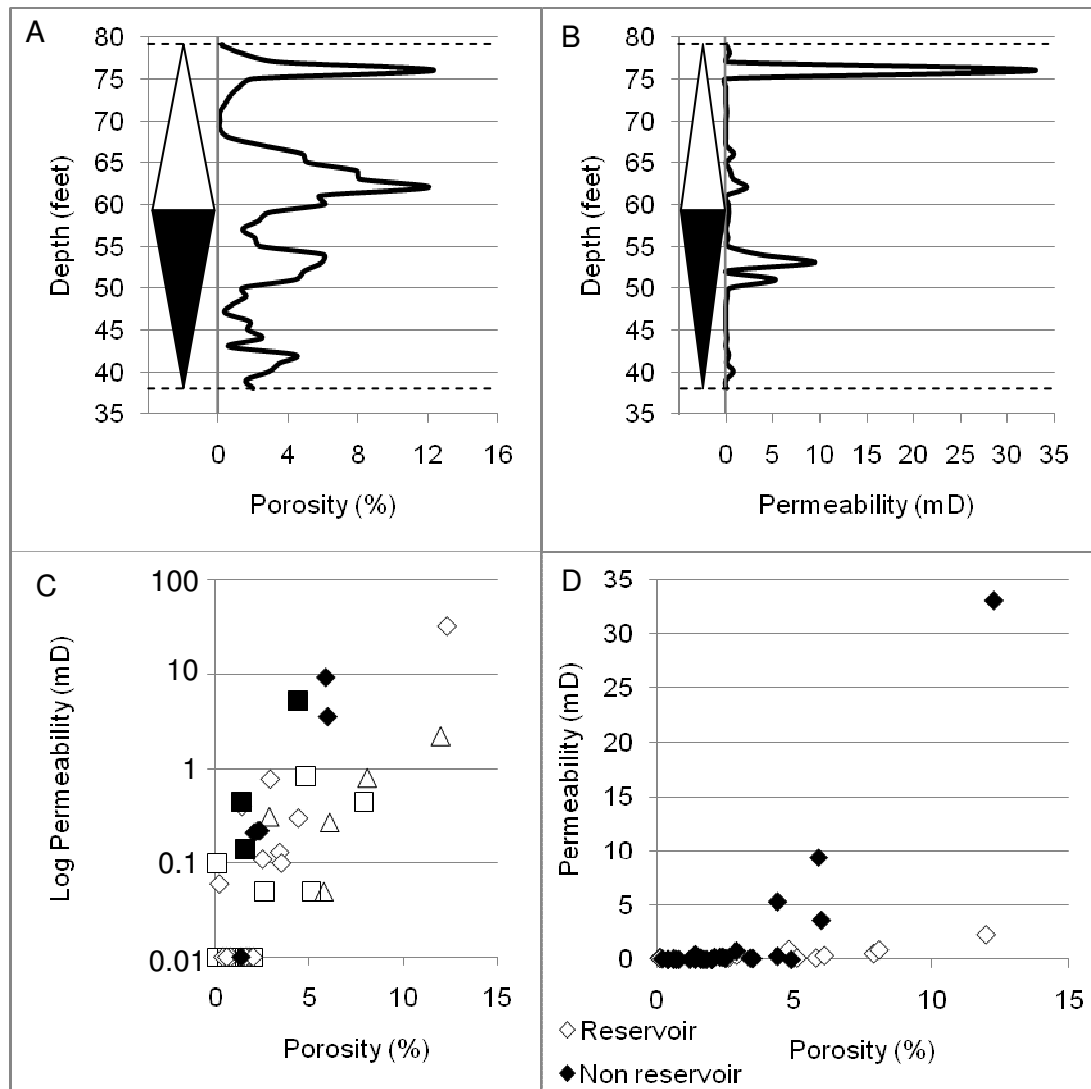 A
80
75
70
65
60
55
50
45
40
35
Depth (feet)
0 4 8 12 16
Porosity (%)
B
80
75
70
65
60
55
50
45
40
35
Depth (feet)
0 5 10 15 20 25 30 35
Permeability (mD)
C
100
10
1
0.1
0.01
Log Permeability (mD)
0 5 10 15
Porosity (%)
D
35
30
25
20
15
10
5
0
Permeability (mD)
0 5 10 15
Porosity (%)
Reservoir
Non reservoir